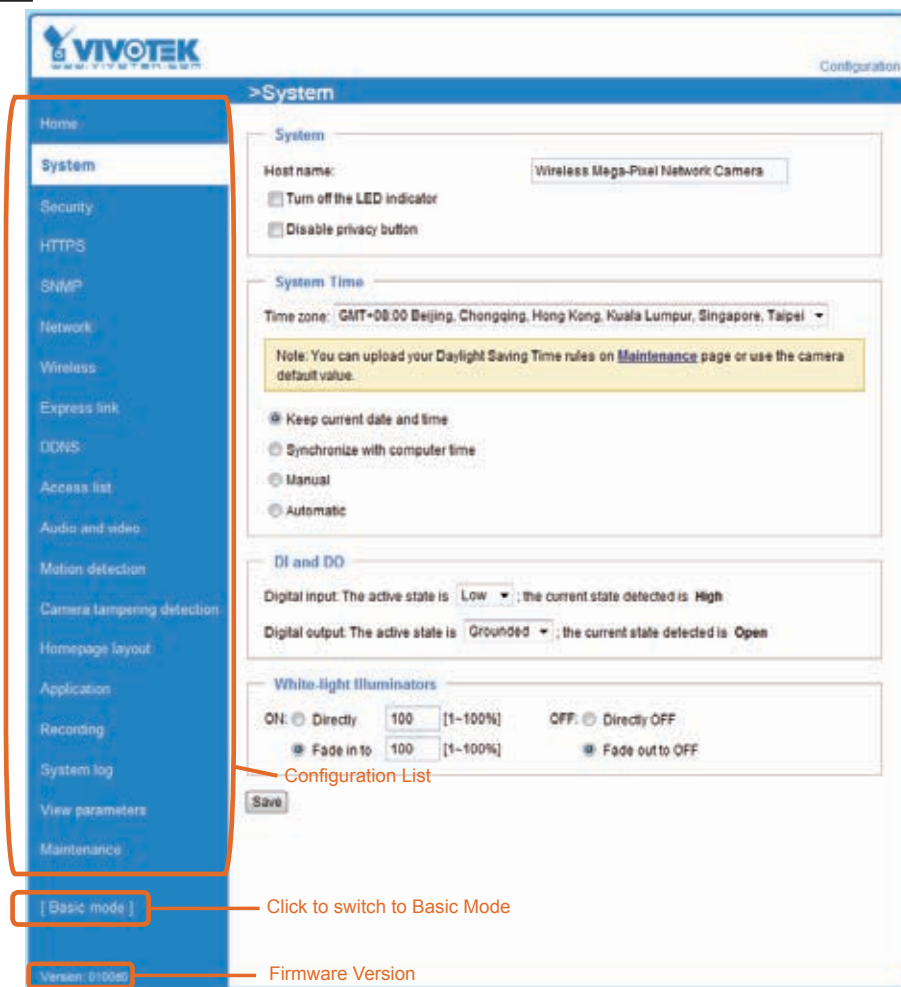 VIVOTEK
www.vivotek.com
Configuration
>System
Home
System
Security
HTTPS
SNMP
Network
Wireless
Express link
DDNS
Access list
Audio and video
Motion detection
Camera tampering detection
Homepage layout
Application
Recording
System log
View parameters
Maintenance
[ Basic mode ]
Version: 0100d0
System
Host name: Wireless Mega-Pixel Network Camera
Turn off the LED indicator
Disable privacy button
System Time
Time zone: GMT+08:00 Beijing, Chongqing, Hong Kong, Kuala Lumpur, Singapore, Taipei
Note: You can upload your Daylight Saving Time rules on Maintenance page or use the camera
default value.
Keep current date and time
Synchronize with computer time
Manual
Automatic
DI and DO
Digital input: The active state is Low ; the current state detected is High
Digital output: The active state is Grounded ; the current state detected is Open
White-light Illuminators
ON: Directly 100 [1~100%] OFF: Directly OFF
Fade in to 100 [1~100%] Fade out to OFF
Configuration List
Save
Click to switch to Basic Mode
Firmware Version